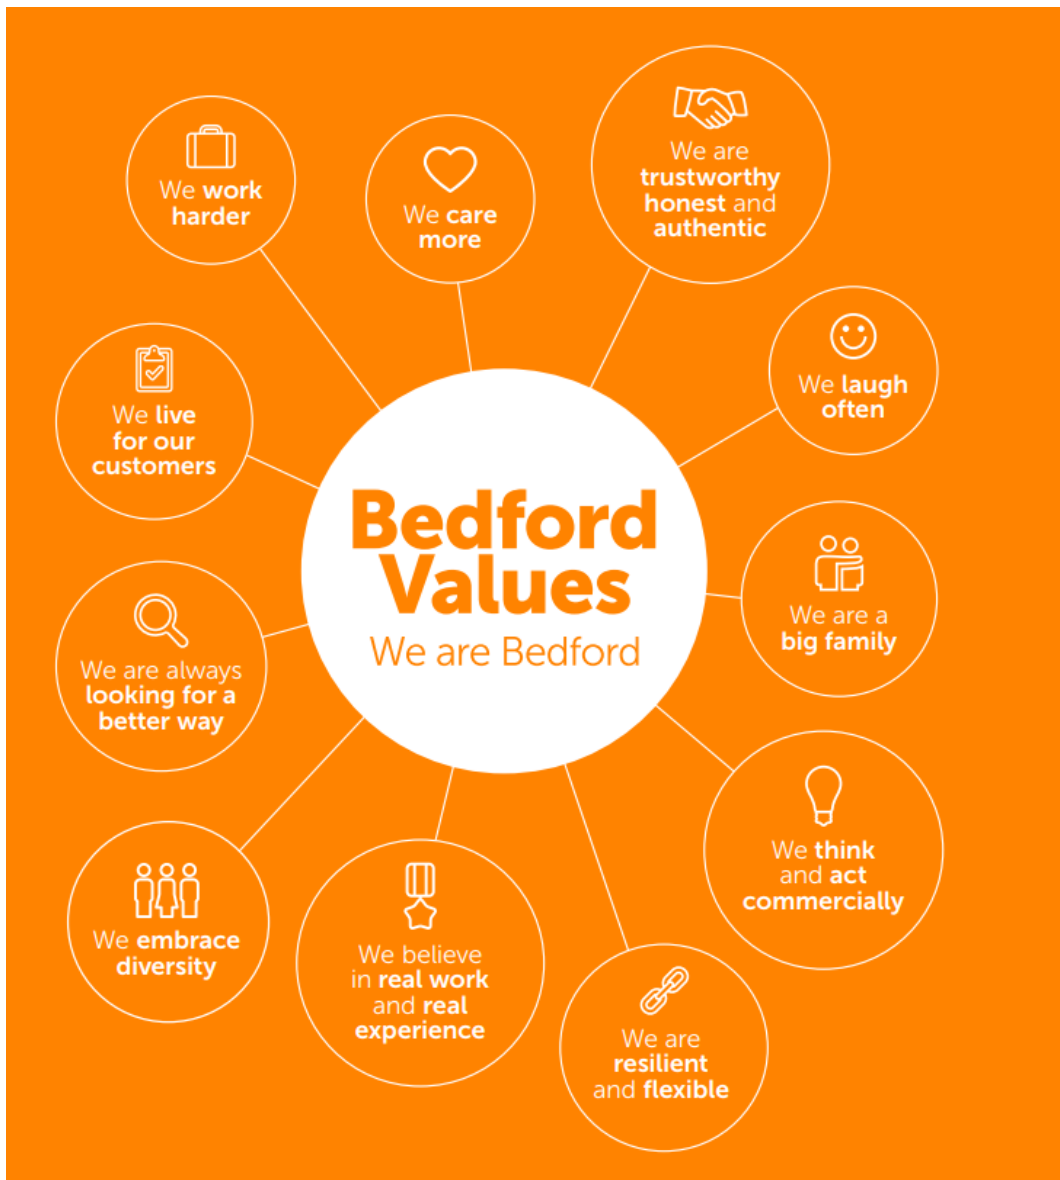 We work
harder
We care
more
We are
trustworthy
honest and
authentic
We laugh
often
We live
for our
customers
Bedford
Values
We are Bedford
We are a
big family
We are always
looking for a
better way
We think
and act
commercially
We embrace
diversity
We believe
in real work
and real
experience
We are
resilient
and flexible